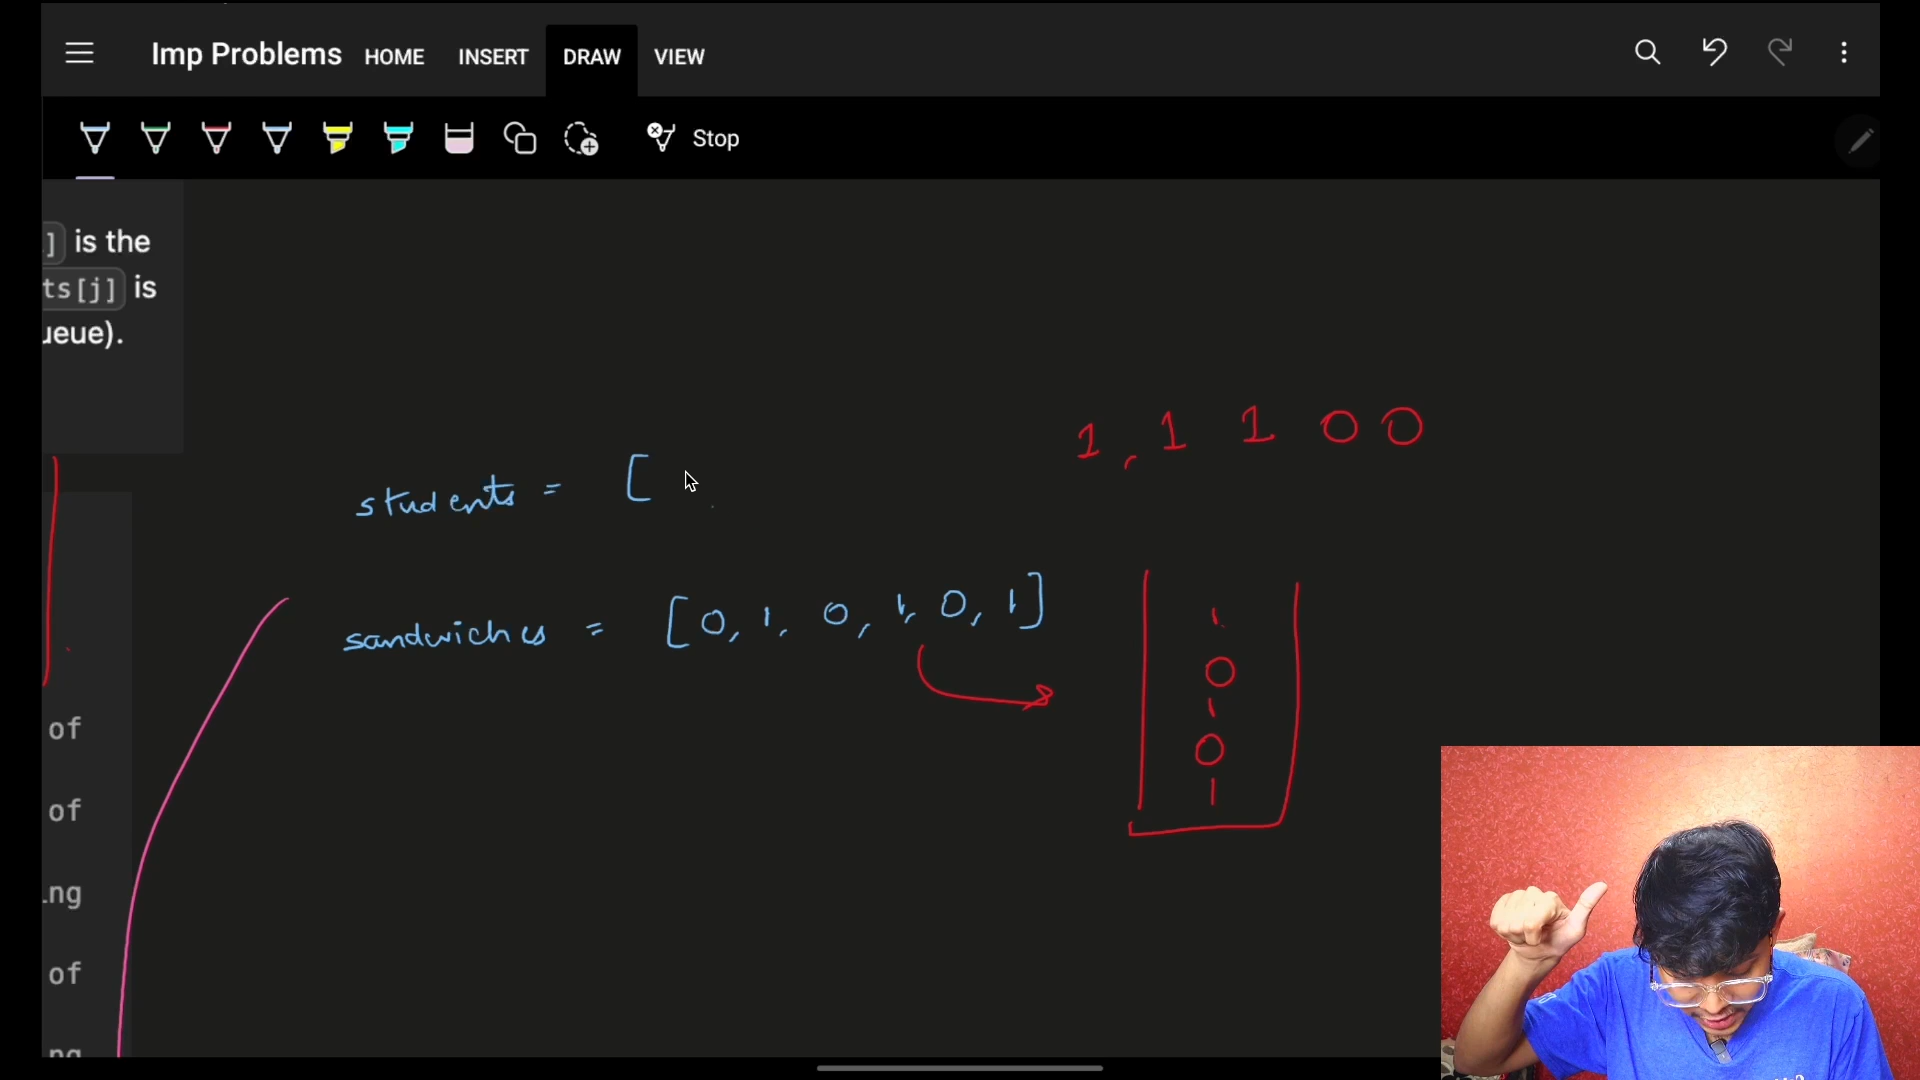 Imp Problems HOME INSERT DRAW VIEW
Stop
] is the
ts[j] is
ueue).
1, 1 1 0 0
students = [
sandwiches = [0, 1, 0, 1, 0, 1]
1
0
1
0
1
of
of
ng
of
ng